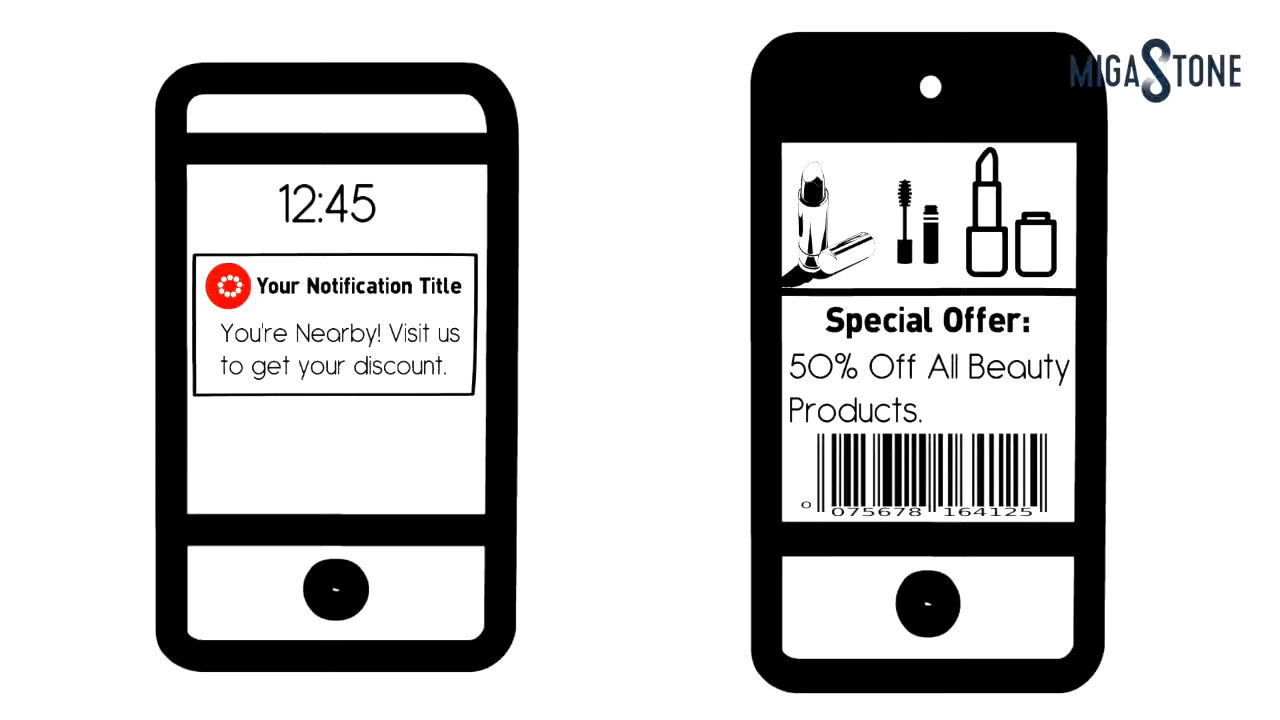 MIGASTONE
12:45
Your Notification Title
You're Nearby! Visit us
to get your discount.
Special Offer:
50% Off All Beauty
Products.
0 075678 164125